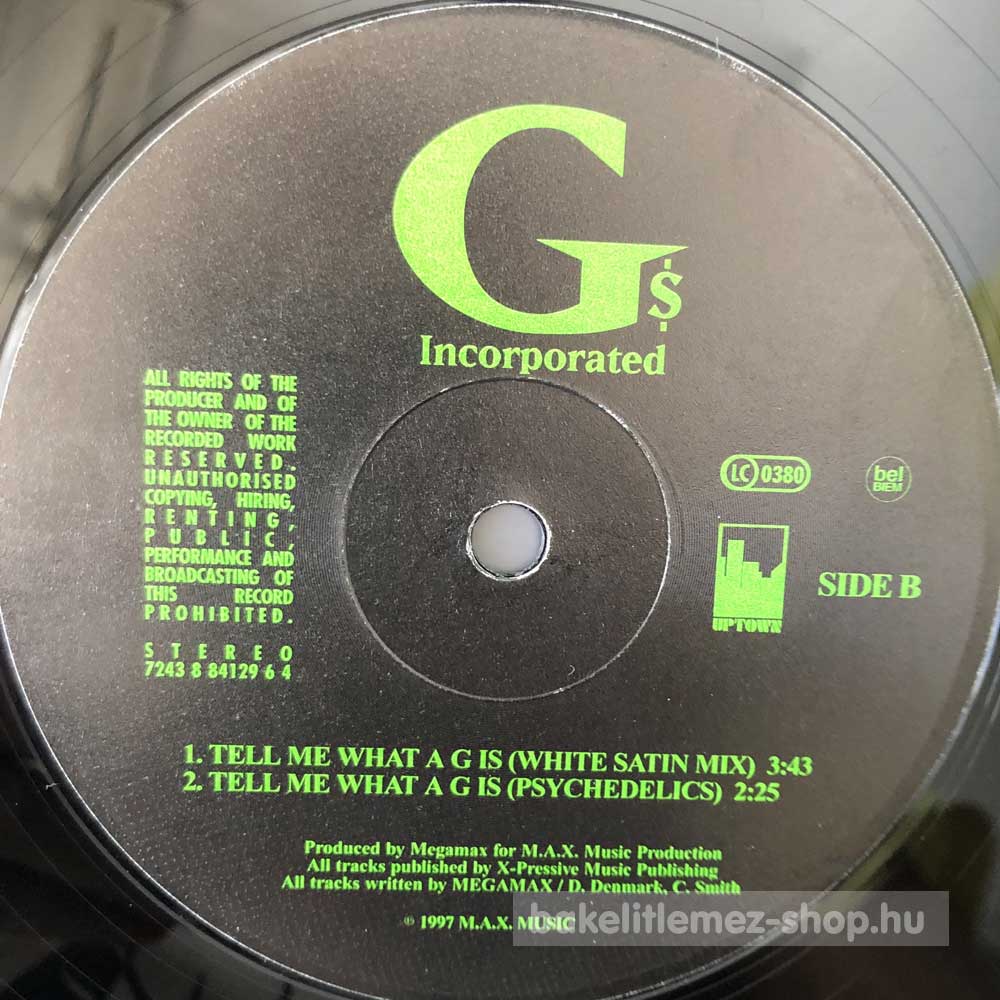 G$
Incorporated
ALL RIGHTS OF THE
PRODUCER AND OF
THE OWNER OF THE
RECORDED WORK
RESERVED.
UNAUTHORISED
COPYING, HIRING,
RENTING,
PUBLIC,
PERFORMANCE AND
BROADCASTING OF
THIS RECORD
PROHIBITED.
STEREO
7243 8 84129 6 4
LC 0380
bel
BIEM
UPTOWN
SIDE B
1. TELL ME WHAT A G IS (WHITE SATIN MIX) 3:43
2. TELL ME WHAT A G IS (PSYCHEDELICS) 2:25
Produced by Megamax for M.A.X. Music Production
All tracks published by X-Pressive Music Publishing
All tracks written by MEGAMAX / D. Denmark, C. Smith
© 1997 M.A.X. MUSIC
bakelitlemez-shop.hu